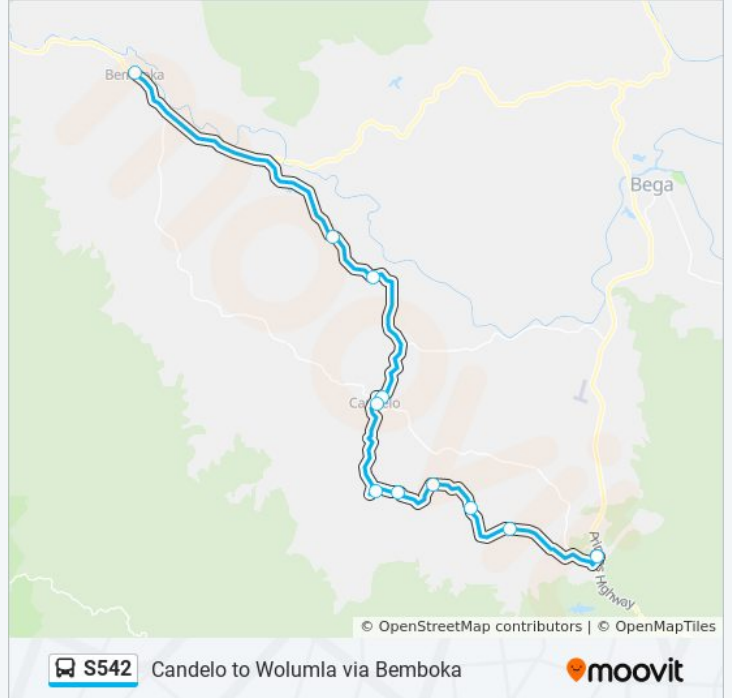 Bemboka
Bega
Candelo
Princes Highway
© OpenStreetMap contributors | © OpenMapTiles
S542 Candelo to Wolumla via Bemboka
moovit